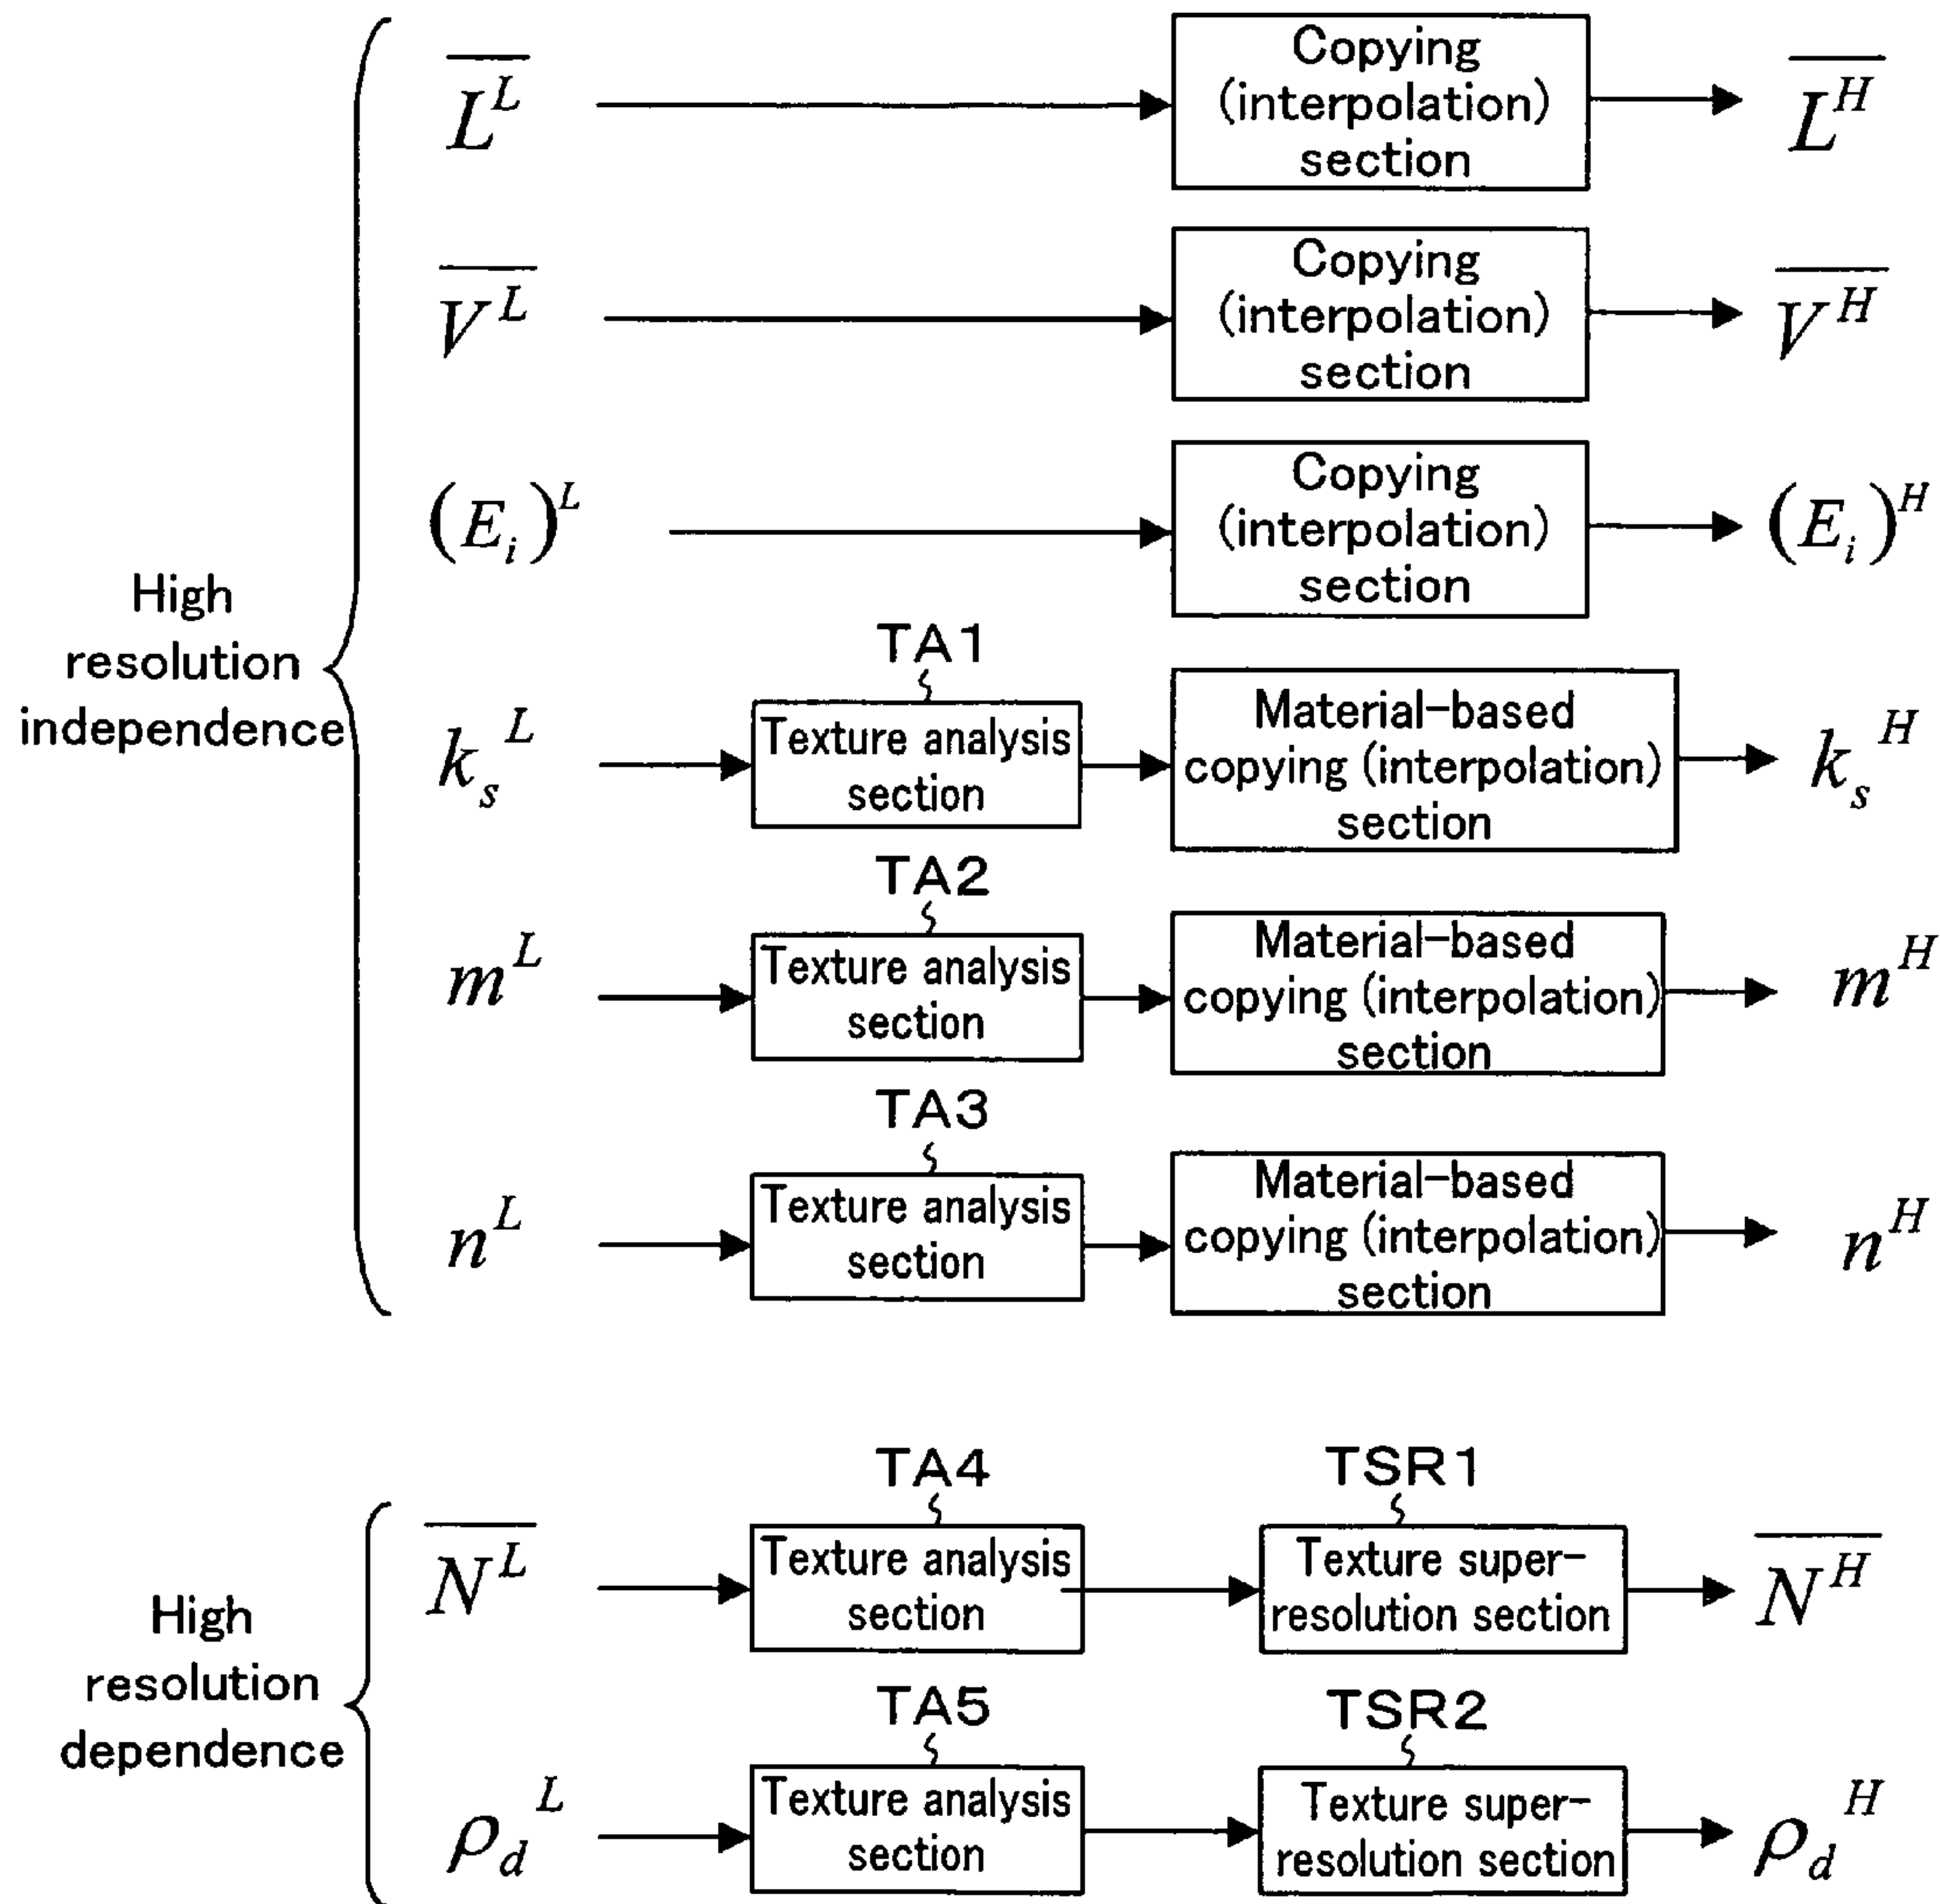 L^L
Copying
(interpolation)
section
L^H
V^L
Copying
(interpolation)
section
V^H
(E_i)^L
Copying
(interpolation)
section
(E_i)^H
High
resolution
independence
TA1
k_s^L
Texture analysis
section
Material-based
copying (interpolation)
section
k_s^H
TA2
m^L
Texture analysis
section
Material-based
copying (interpolation)
section
m^H
TA3
n^L
Texture analysis
section
Material-based
copying (interpolation)
section
n^H
High
resolution
dependence
TA4
TSR1
N^L
Texture analysis
section
Texture super-
resolution section
N^H
TA5
TSR2
ρ_d^L
Texture analysis
section
Texture super-
resolution section
ρ_d^H